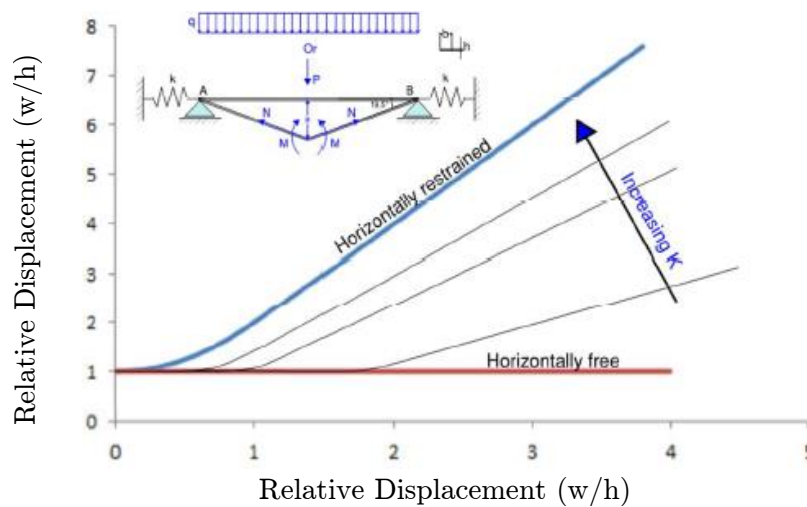 q
Or
P
b
h
k
A
N
M
M
N
B
k
8
7
6
5
4
3
2
1
0
Relative Displacement (w/h)
Horizontally restrained
Increasing K
Horizontally free
0
1
2
3
4
5
Relative Displacement (w/h)